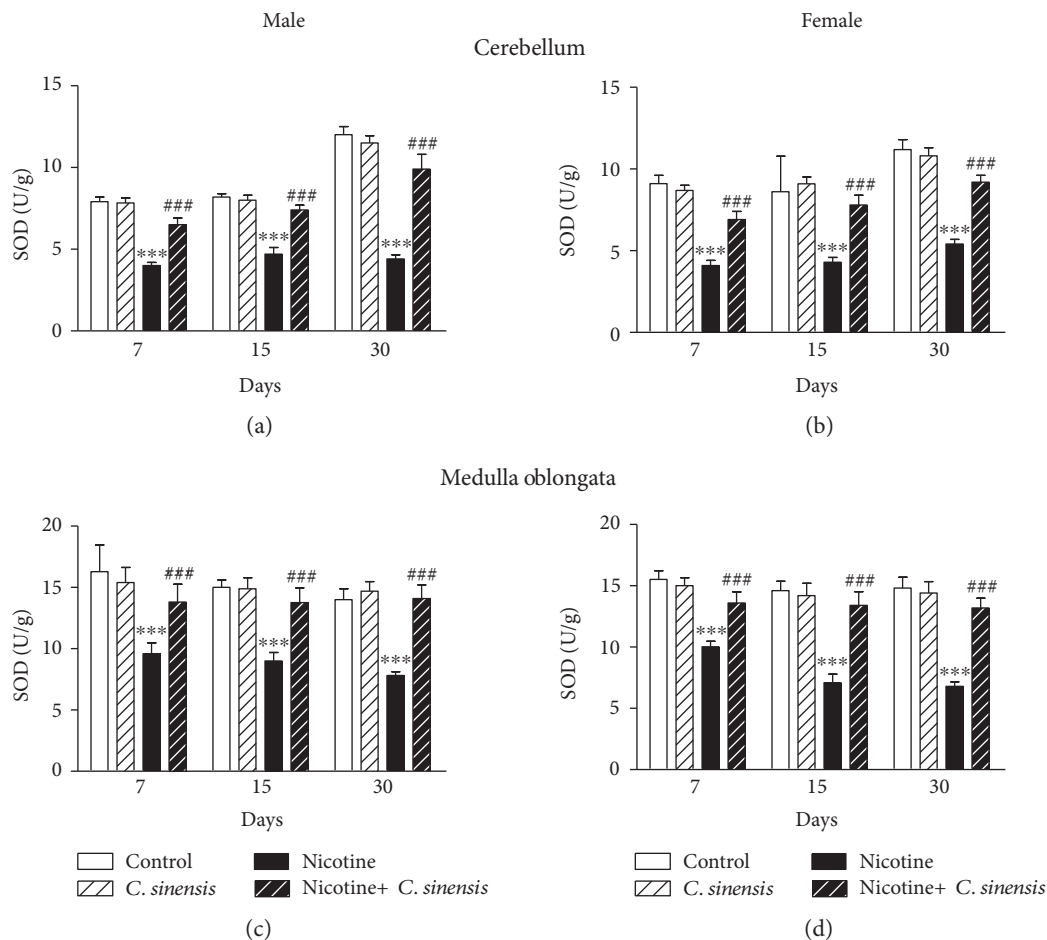 Male
Female
Cerebellum
15
10
5
0
SOD (U/g)
***
###
***
###
***
###
7
15
30
Days
(a)
15
10
5
0
SOD (U/g)
***
###
***
###
***
###
7
15
30
Days
(b)
Medulla oblongata
20
15
10
5
0
SOD (U/g)
***
###
***
###
***
###
7
15
30
Days
Control
Nicotine
C. sinensis
Nicotine+ C. sinensis
(c)
20
15
10
5
0
SOD (U/g)
***
###
***
###
***
###
7
15
30
Days
Control
Nicotine
C. sinensis
Nicotine+ C. sinensis
(d)